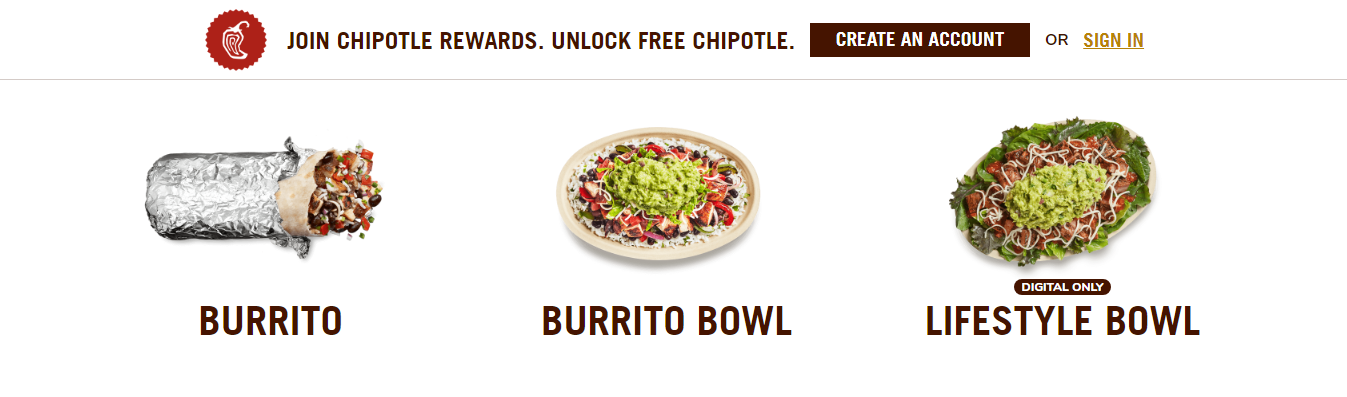 JOIN CHIPOTLE REWARDS. UNLOCK FREE CHIPOTLE. CREATE AN ACCOUNT OR SIGN IN
DIGITAL ONLY
BURRITO BURRITO BOWL LIFESTYLE BOWL